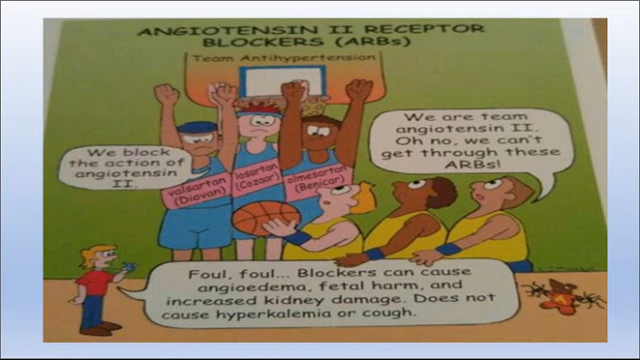 ANGIOTENSIN II RECEPTOR
BLOCKERS (ARBs)
Team Antihypertension
We block
the action of
angiotensin
II.
valsartan
(Diovan)
losartan
(Cozaar)
olmesartan
(Benicar)
We are team
angiotensin II.
Oh no, we can't
get through these
ARBs!
Foul, foul... Blockers can cause
angioedema, fetal harm, and
increased kidney damage. Does not
cause hyperkalemia or cough.